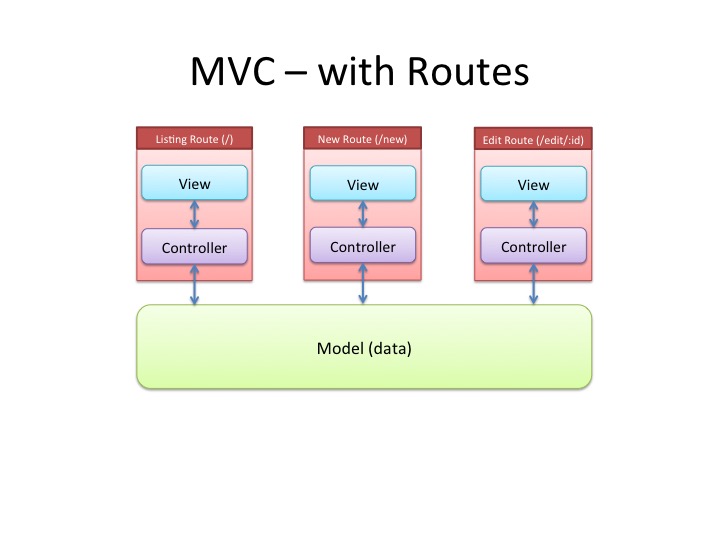 MVC – with Routes
Listing Route (/)
New Route (/new)
Edit Route (/edit/:id)
View
View
View
Controller
Controller
Controller
Model (data)